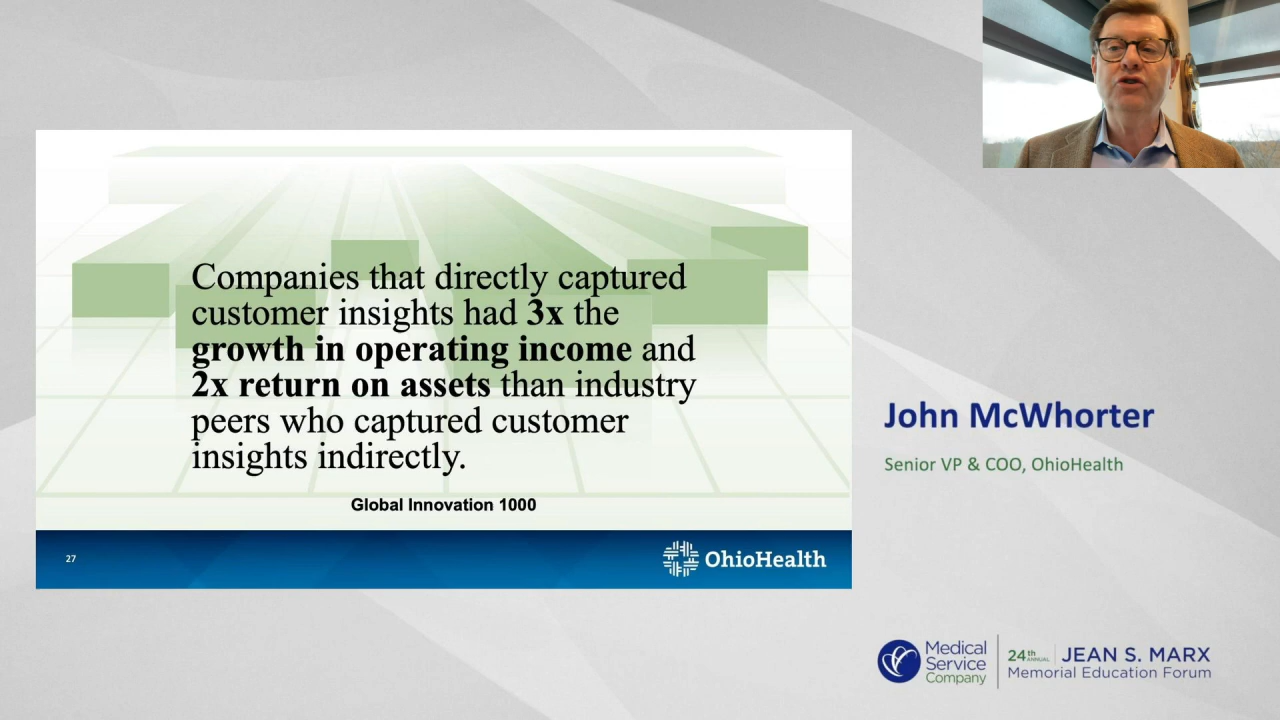 Companies that directly captured
customer insights had 3x the
growth in operating income and
2x return on assets than industry
peers who captured customer
insights indirectly.
Global Innovation 1000
27
OhioHealth
John McWhorter
Senior VP & COO, OhioHealth
Medical
Service
Company
24th ANNUAL
JEAN S. MARX
Memorial Education Forum